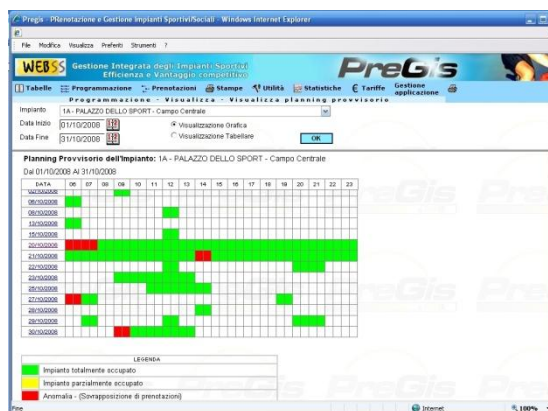 Pregis - PRenotazione e Gestione Impianti Sportivi/Sociali - Windows Internet Explorer
File Modifica Visualizza Preferiti Strumenti ?
WEBSS Gestione Integrata degli Impianti Sportivi
Efficienza e Vantaggio competitivo
PreGis
Tabelle Programmazione Prenotazioni Stampe Utilità Statistiche € Tariffe Gestione applicazione
Programmazione - Visualizza - Visualizza planning provvisorio
Impianto 1A - PALAZZO DELLO SPORT - Campo Centrale
Data Inizio 01/10/2008 Visualizzazione Grafica
Data Fine 31/10/2008 Visualizzazione Tabellare OK
Planning Provvisorio dell'Impianto: 1A - PALAZZO DELLO SPORT - Campo Centrale
Dal 01/10/2008 Al 31/10/2008
DATA 06 07 08 09 10 11 12 13 14 15 16 17 18 19 20 21 22 23
06/10/2008
08/10/2008
13/10/2008
15/10/2008
20/10/2008
21/10/2008
22/10/2008
23/10/2008
25/10/2008
27/10/2008
28/10/2008
29/10/2008
30/10/2008
LEGENDA
Impianto totalmente occupato
Impianto parzialmente occupato
Anomalia - (Sovrapposizione di prenotazioni)
Fine Internet 100%